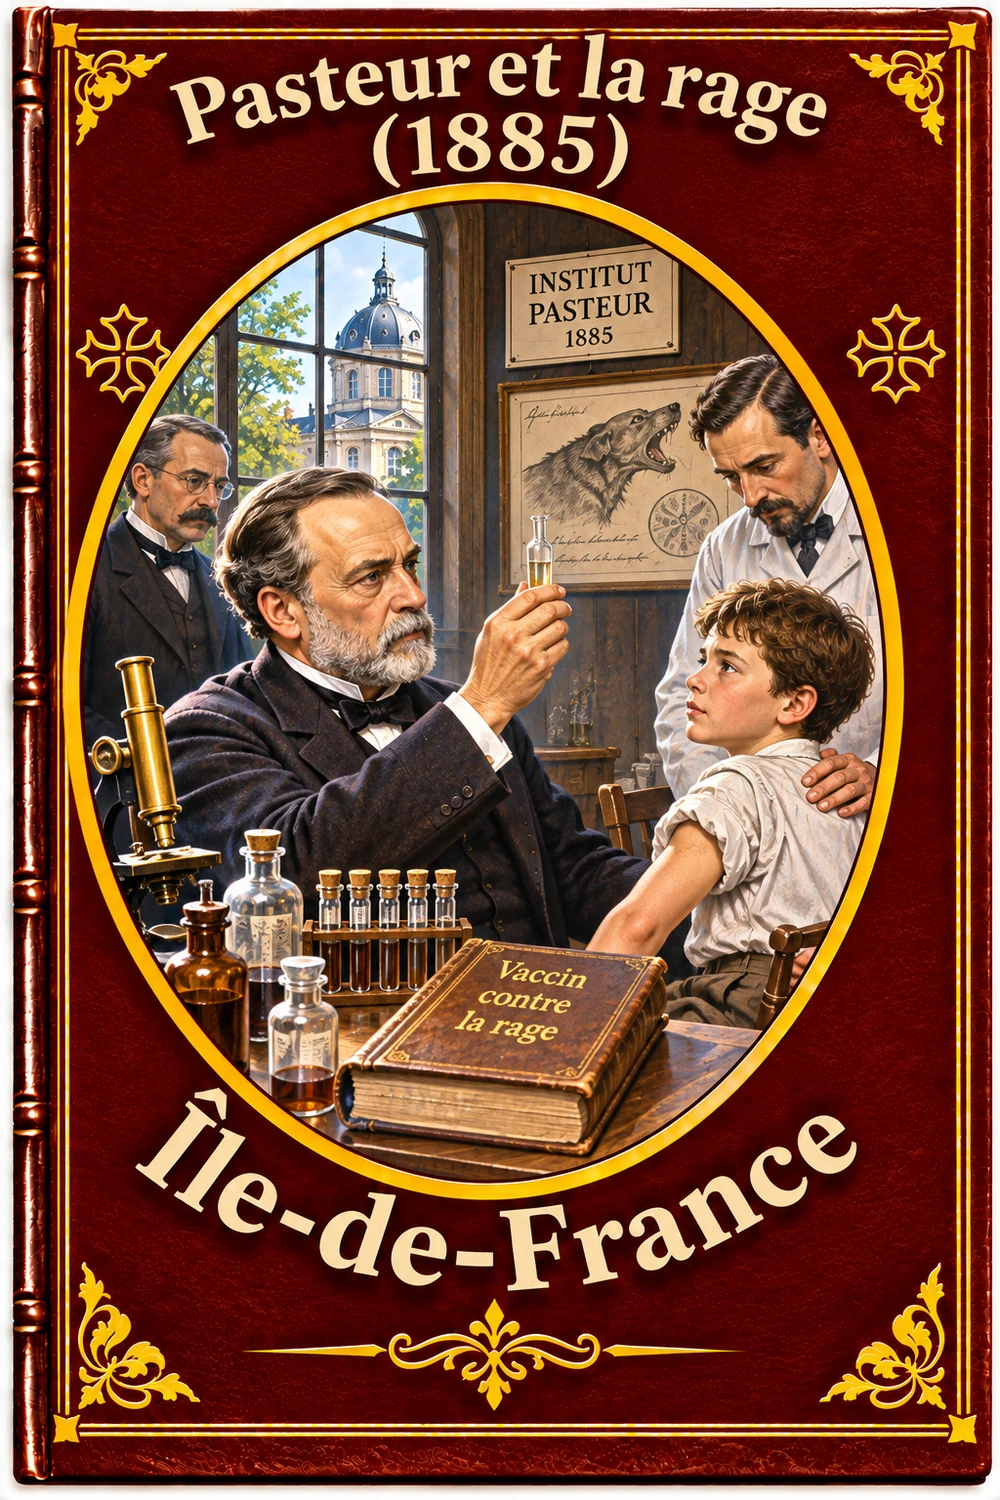 Pasteur et la rage
(1885)
INSTITUT
PASTEUR
1885
Vaccin
contre
la rage
Île-de-France